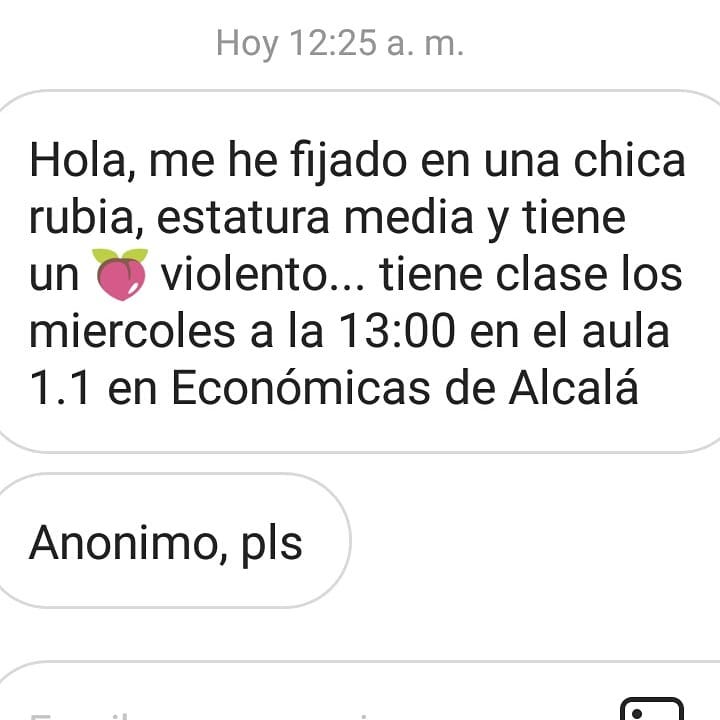 Hoy 12:25 a. m.
Hola, me he fijado en una chica
rubia, estatura media y tiene
un 🍑 violento... tiene clase los
miercoles a la 13:00 en el aula
1.1 en Económicas de Alcalá
Anonimo, pls